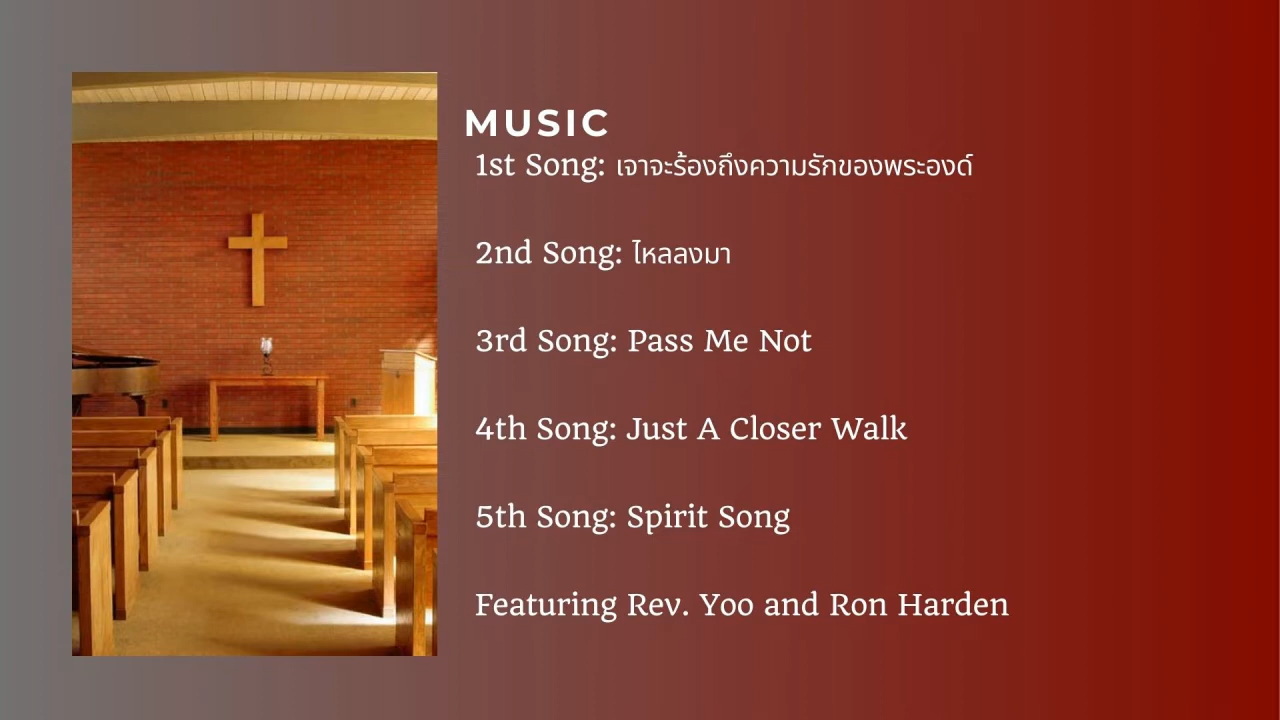 MUSIC
1st Song: เจาจะร้องถึงความรักของพระองด์
2nd Song: ไหลลงมา
3rd Song: Pass Me Not
4th Song: Just A Closer Walk
5th Song: Spirit Song
Featuring Rev. Yoo and Ron Harden